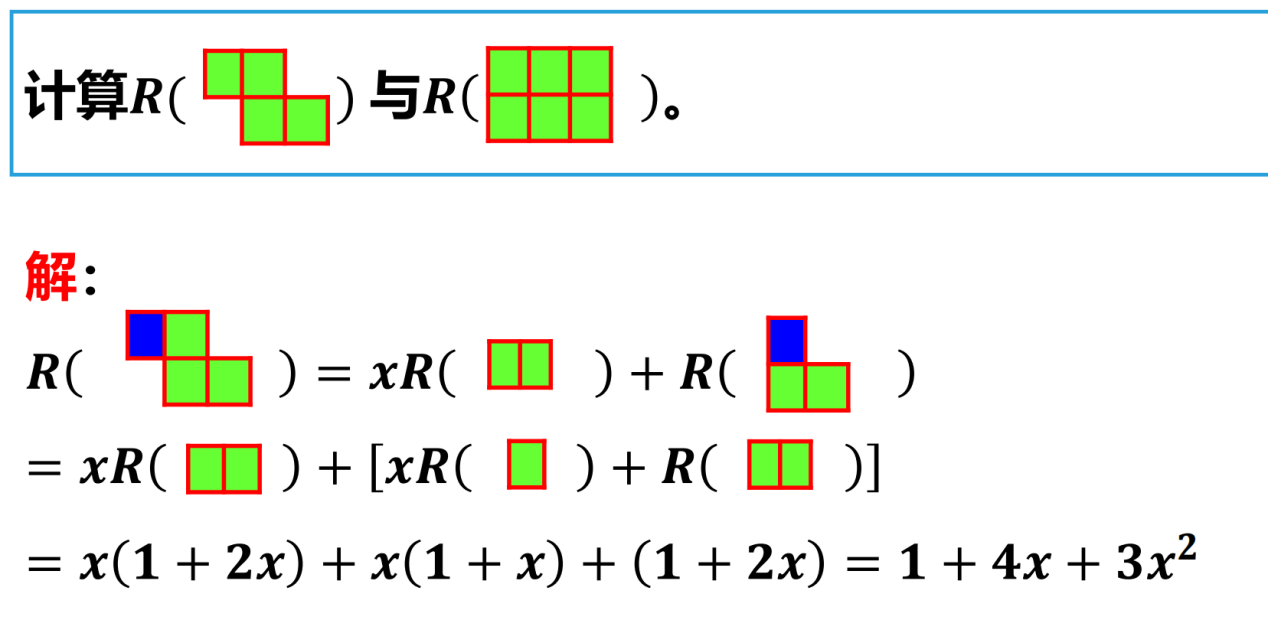 计算R( ) 与R( )。
解：
R( ) = xR( ) + R( )
= xR( ) + [xR( ) + R( )]
= x(1 + 2x) + x(1 + x) + (1 + 2x) = 1 + 4x + 3x²